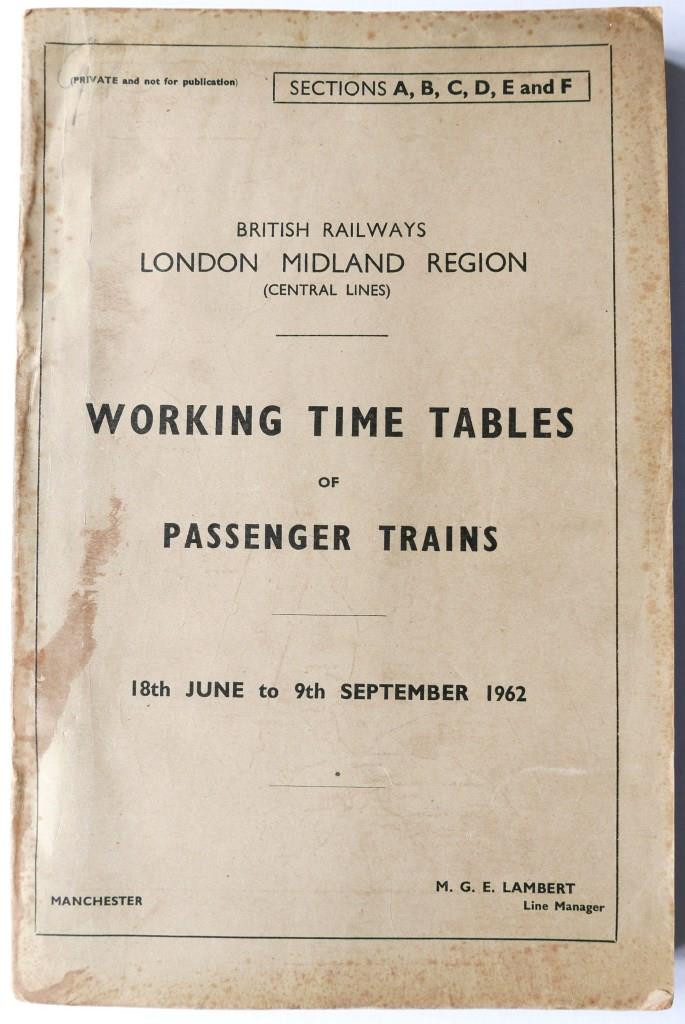 (PRIVATE and not for publication)
SECTIONS A, B, C, D, E and F
BRITISH RAILWAYS
LONDON MIDLAND REGION
(CENTRAL LINES)
WORKING TIME TABLES
OF
PASSENGER TRAINS
18th JUNE to 9th SEPTEMBER 1962
M. G. E. LAMBERT
Line Manager
MANCHESTER